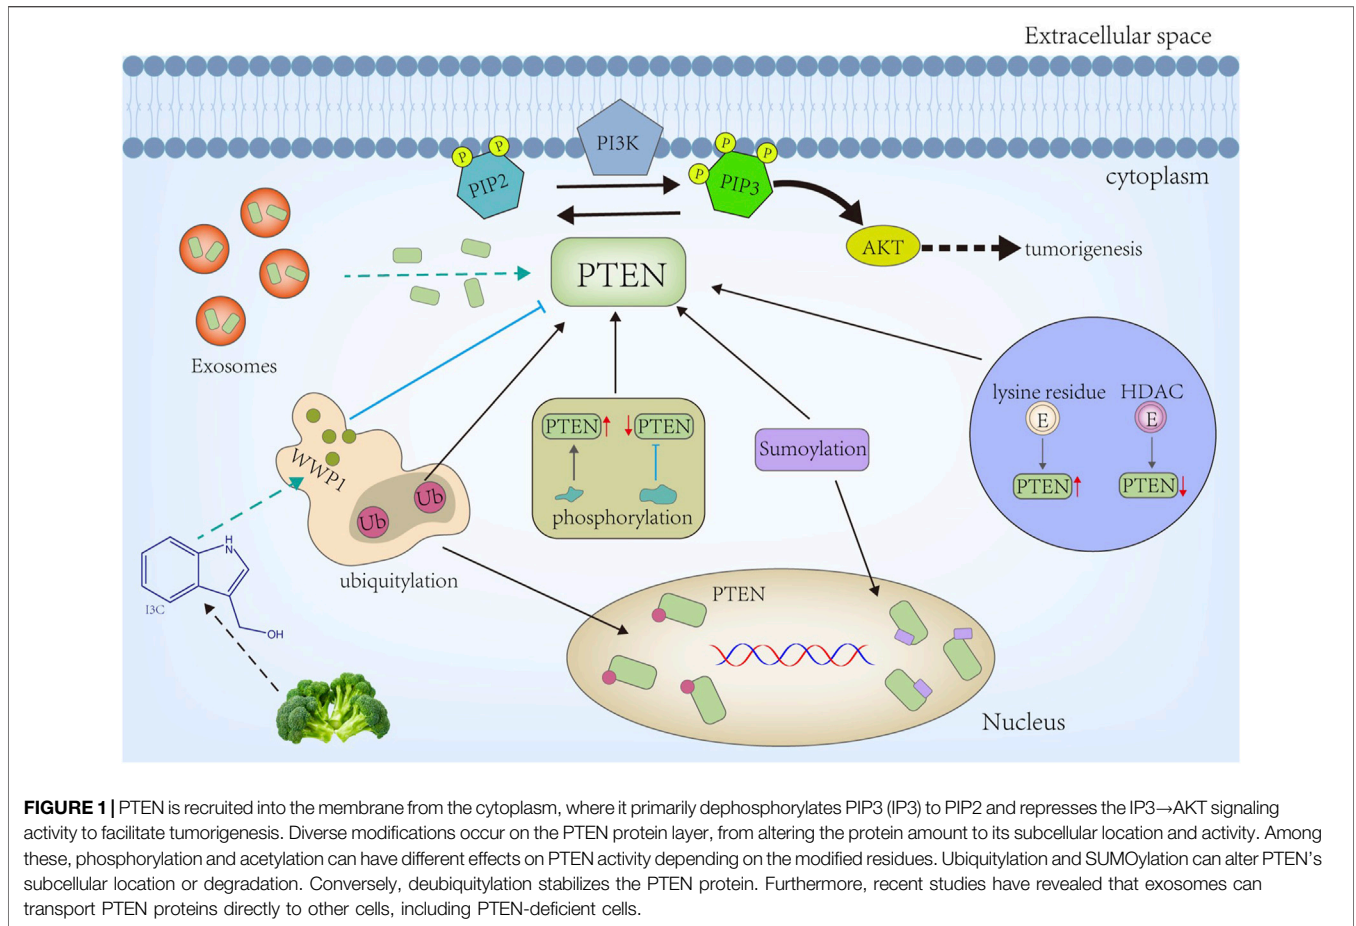 Extracellular space
P
P
PIP2
PI3K
P
P
P
PIP3
cytoplasm
AKT
tumorigenesis
PTEN
Exosomes
WWP1
Ub
Ub
ubiquitylation
PTEN
PTEN
phosphorylation
Sumoylation
lysine residue
HDAC
E
E
PTEN
PTEN
H
N
I3C
OH
PTEN
Nucleus
FIGURE 1 | PTEN is recruited into the membrane from the cytoplasm, where it primarily dephosphorylates PIP3 (IP3) to PIP2 and represses the IP3→AKT signaling
activity to facilitate tumorigenesis. Diverse modifications occur on the PTEN protein layer, from altering the protein amount to its subcellular location and activity. Among
these, phosphorylation and acetylation can have different effects on PTEN activity depending on the modified residues. Ubiquitylation and SUMOylation can alter PTEN’s
subcellular location or degradation. Conversely, deubiquitylation stabilizes the PTEN protein. Furthermore, recent studies have revealed that exosomes can
transport PTEN proteins directly to other cells, including PTEN-deficient cells.